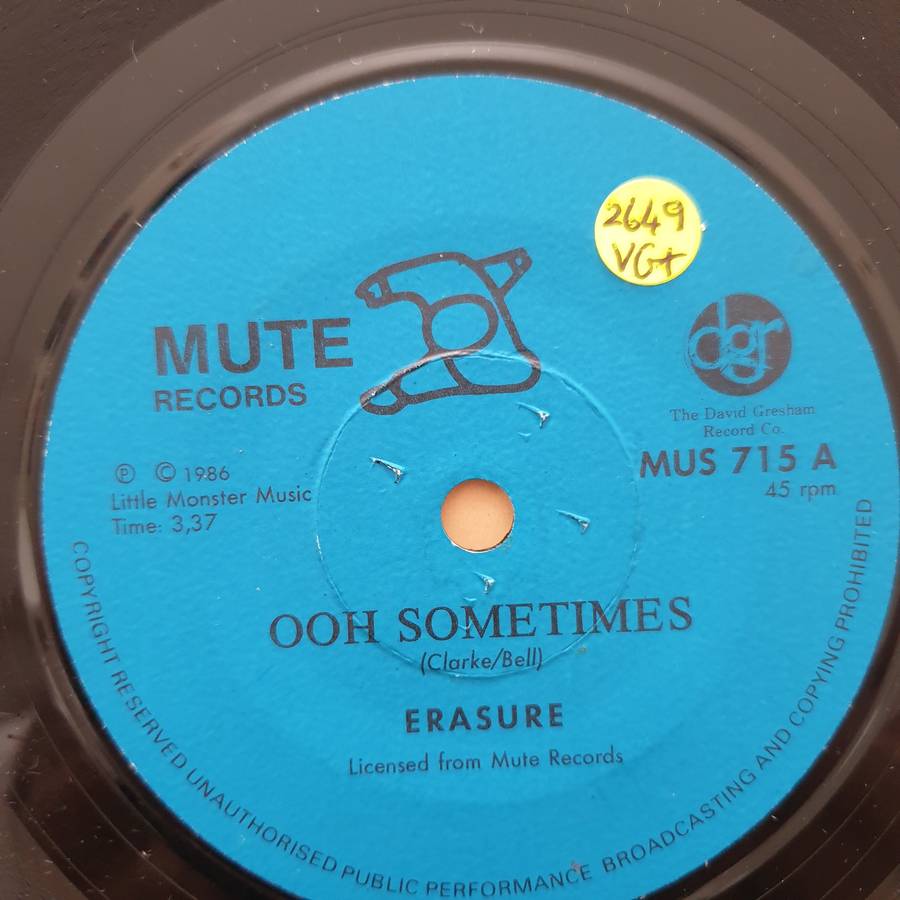 2649
VG+
MUTE
RECORDS
dgr
The David Gresham
Record Co.
MUS 715 A
45 rpm
Ⓟ © 1986
Little Monster Music
Time: 3,37
OOH SOMETIMES
(Clarke/Bell)
ERASURE
Licensed from Mute Records
COPYRIGHT RESERVED UNAUTHORISED PUBLIC PERFORMANCE BROADCASTING AND COPYING PROHIBITED